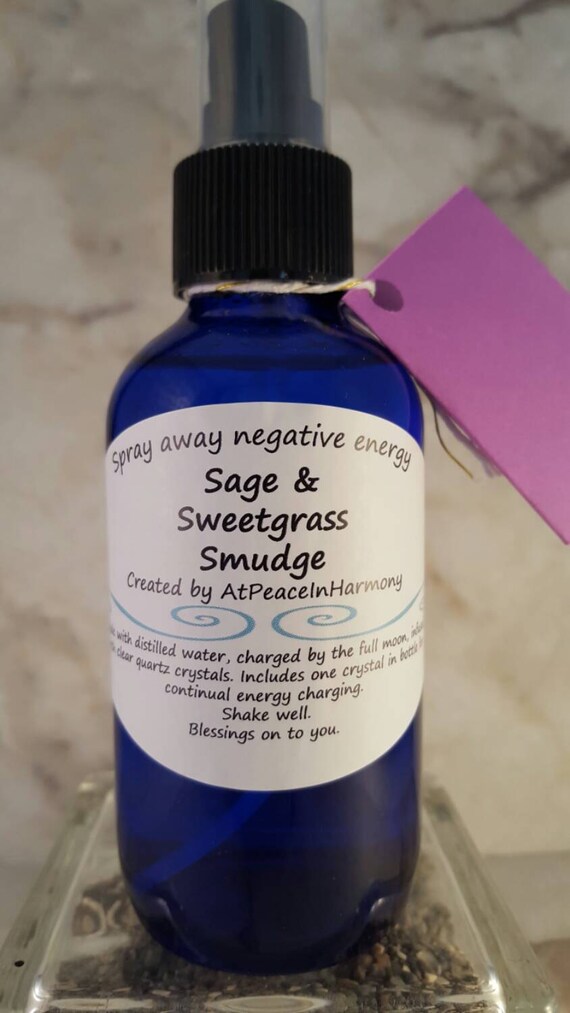 Spray away negative energy
Sage &
Sweetgrass
Smudge
Created by AtPeaceInHarmony
with distilled water, charged by the full moon,
clear quartz crystals. Includes one crystal in bottle
continual energy charging.
Shake well.
Blessings on to you.